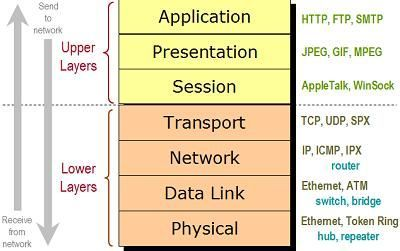 Send to
network
Application
HTTP, FTP, SMTP
Upper
Layers
Presentation
JPEG, GIF, MPEG
Session
AppleTalk, WinSock
Transport
TCP, UDP, SPX
Lower
Layers
Network
IP, ICMP, IPX
router
Data Link
Ethernet, ATM
switch, bridge
Receive
from network
Physical
Ethernet, Token Ring
hub, repeater